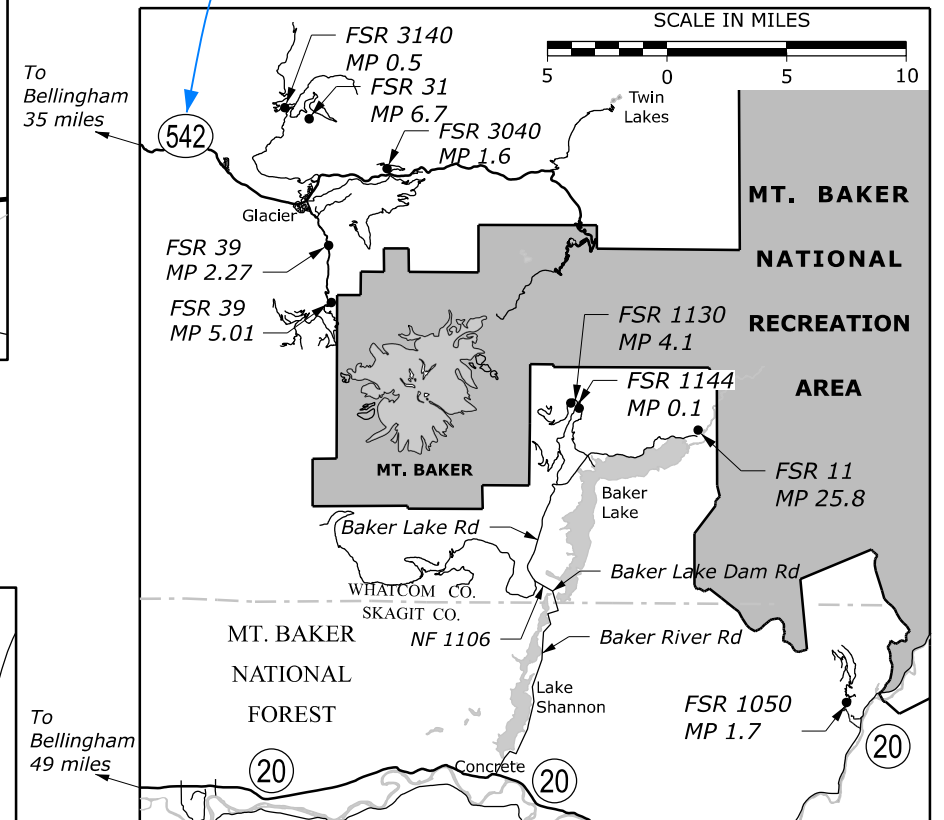 SCALE IN MILES
5 0 5 10
To
Bellingham
35 miles
542
FSR 3140
MP 0.5
FSR 31
MP 6.7
FSR 3040
MP 1.6
Twin
Lakes
Glacier
FSR 39
MP 2.27
FSR 39
MP 5.01
MT. BAKER
NATIONAL
RECREATION
AREA
FSR 1130
MP 4.1
FSR 1144
MP 0.1
MT. BAKER
FSR 11
MP 25.8
Baker
Lake
Baker Lake Rd
Baker Lake Dam Rd
WHATCOM CO.
SKAGIT CO.
NF 1106
Baker River Rd
MT. BAKER
NATIONAL
FOREST
Lake
Shannon
FSR 1050
MP 1.7
To
Bellingham
49 miles
20
Concrete
20
20